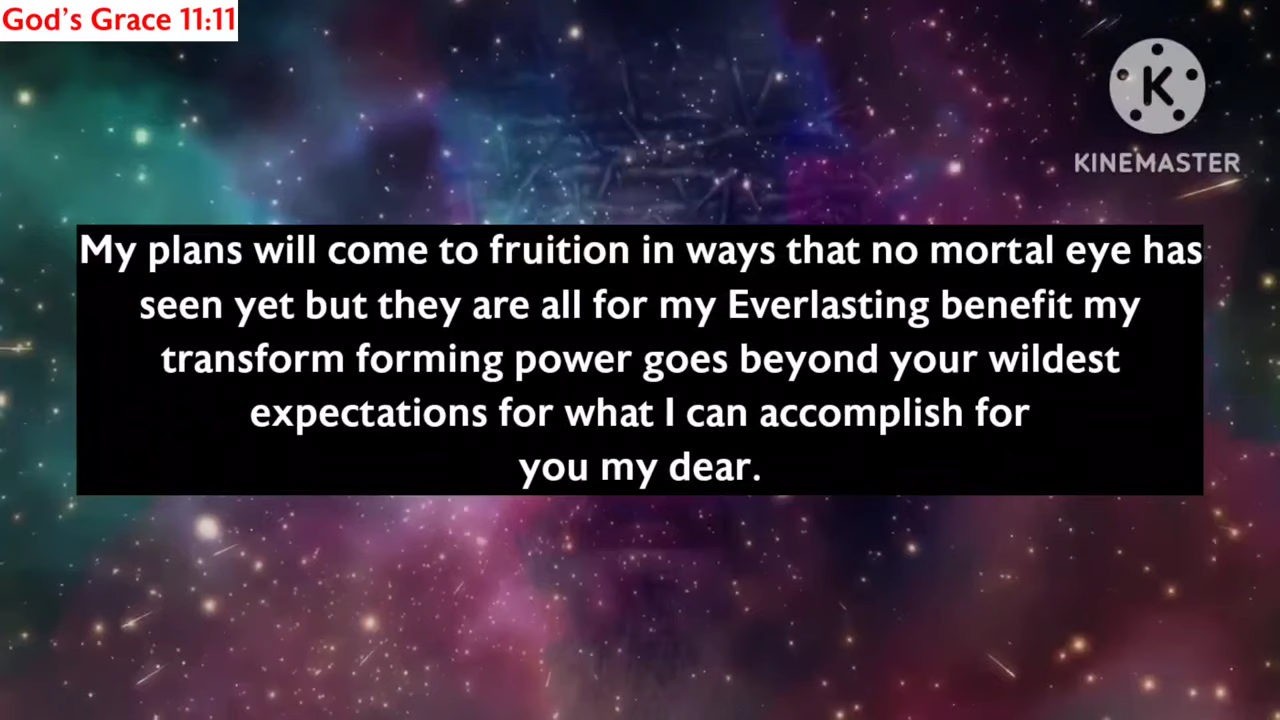 God's Grace 11:11
K
KINEMASTER
My plans will come to fruition in ways that no mortal eye has
seen yet but they are all for my Everlasting benefit my
transform forming power goes beyond your wildest
expectations for what I can accomplish for
you my dear.